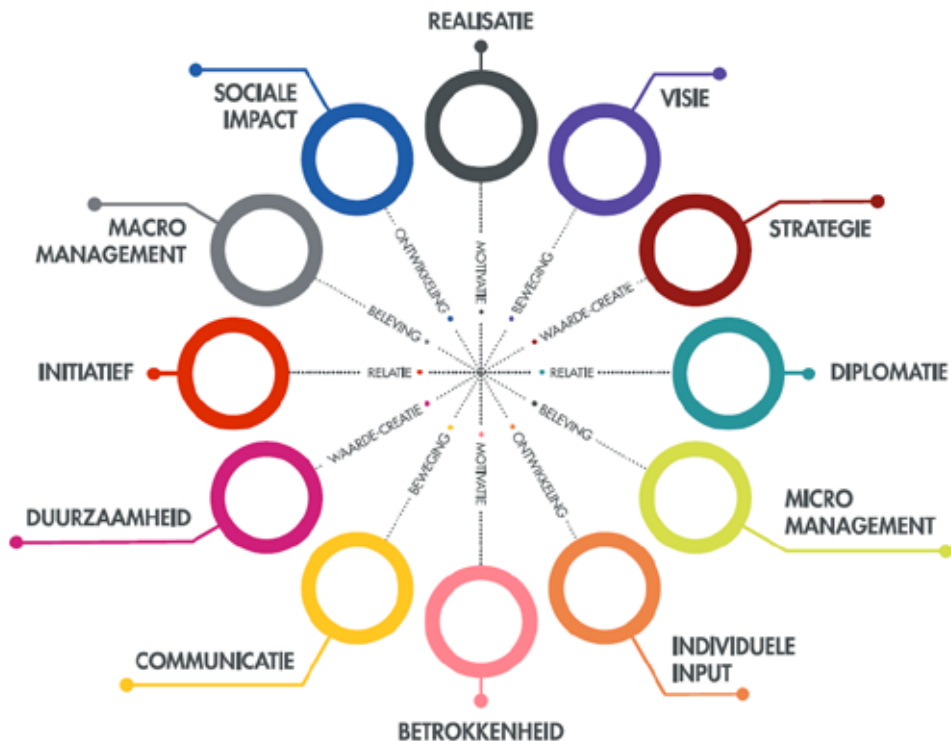 REALISATIE
SOCIALE
IMPACT
VISIE
MACRO
MANAGEMENT
STRATEGIE
ONTWIKKELING
MOTIVATIE
BEWEGING
BELEVING
WAARDE-CREATIE
INITIATIEF
RELATIE
RELATIE
DIPLOMATIE
WAARDE-CREATIE
BELEVING
BEWEGING
MOTIVATIE
ONTWIKKELING
DUURZAAMHEID
MICRO
MANAGEMENT
COMMUNICATIE
INDIVIDUELE
INPUT
BETROKKENHEID